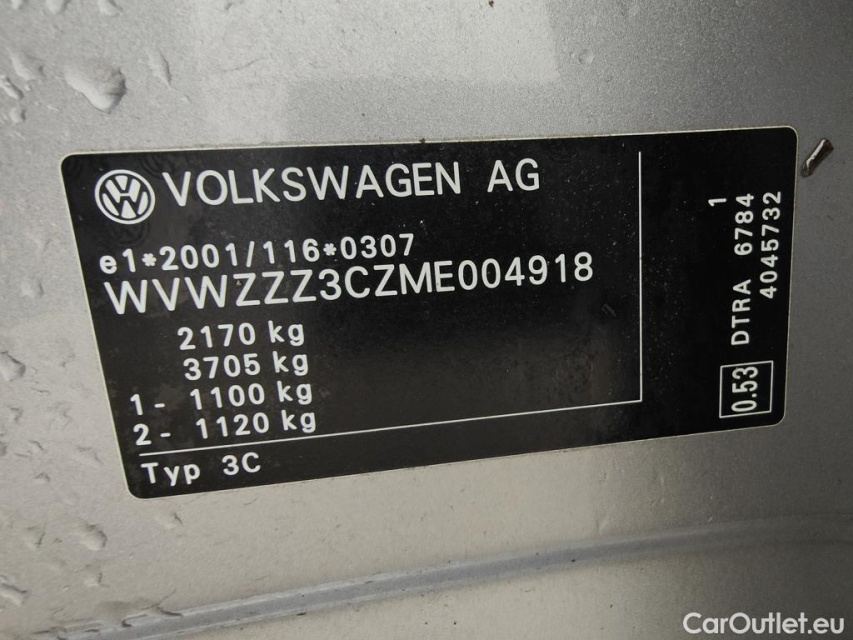 VOLKSWAGEN AG
e1*2001/116*0307
WVWZZZ3CZME004918
2170 kg
3705 kg
1- 1100 kg
2- 1120 kg
Typ 3C
1
DTRA 6784
4045732
0.53
CarOutlet.eu